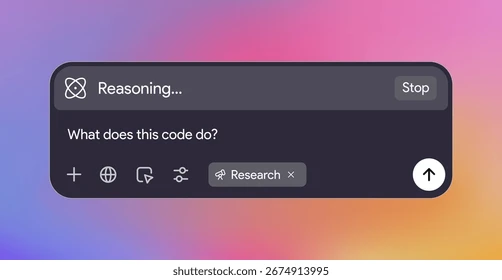 Reasoning...
Stop
What does this code do?
Research
shutterstock.com · 2674913995